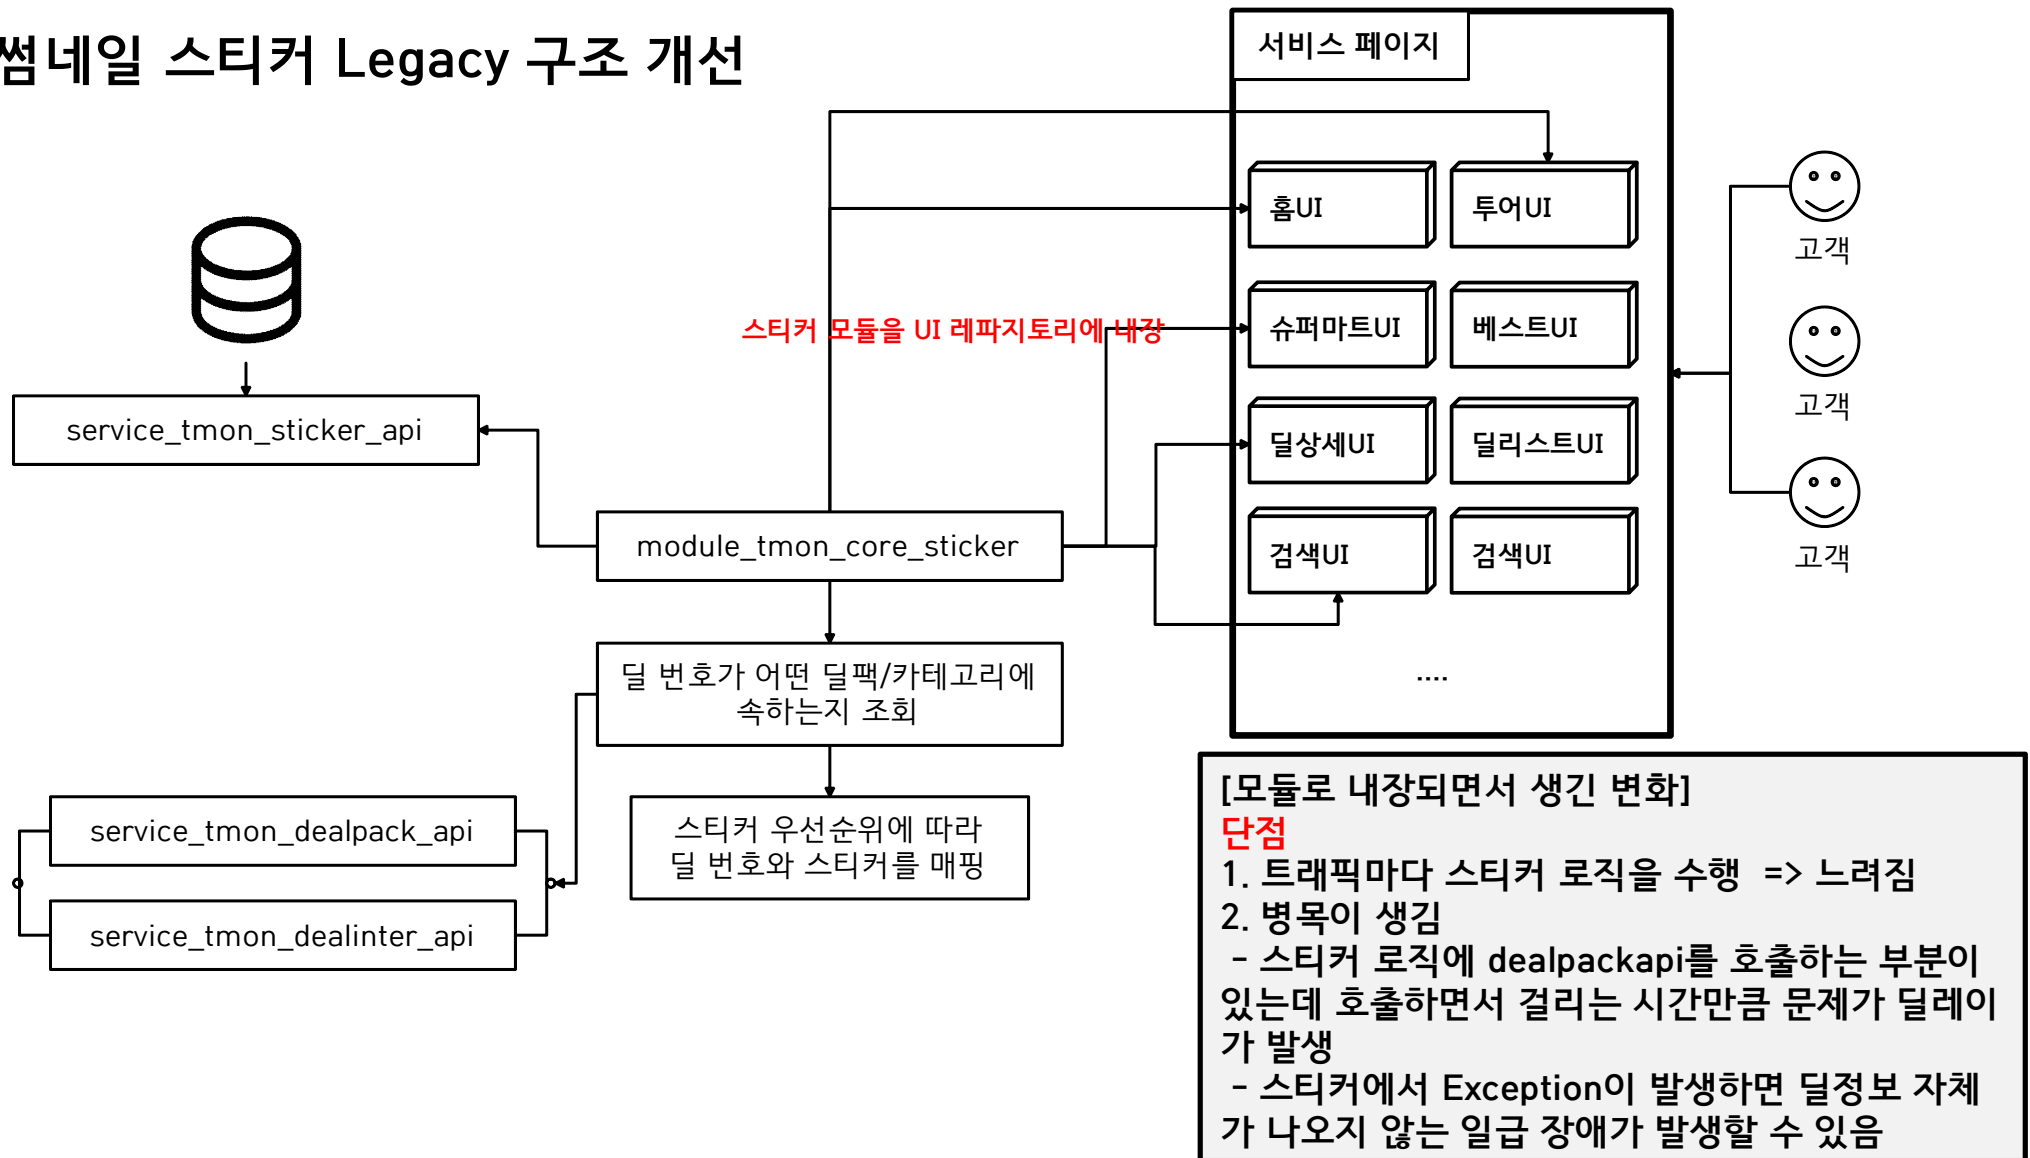 썸네일 스티커 Legacy 구조 개선
서비스 페이지
홈UI
투어UI
고객
스티커 모듈을 UI 레파지토리에 내장
슈퍼마트UI
베스트UI
고객
service_tmon_sticker_api
딜상세UI
딜리스트UI
module_tmon_core_sticker
검색UI
검색UI
고객
딜 번호가 어떤 딜팩/카테고리에
속하는지 조회
....
service_tmon_dealpack_api
스티커 우선순위에 따라
딜 번호와 스티커를 매핑
service_tmon_dealinter_api
[모듈로 내장되면서 생긴 변화]
단점
1. 트래픽마다 스티커 로직을 수행 => 느려짐
2. 병목이 생김
- 스티커 로직에 dealpackapi를 호출하는 부분이
있는데 호출하면서 걸리는 시간만큼 문제가 딜레이
가 발생
- 스티커에서 Exception이 발생하면 딜정보 자체
가 나오지 않는 일급 장애가 발생할 수 있음